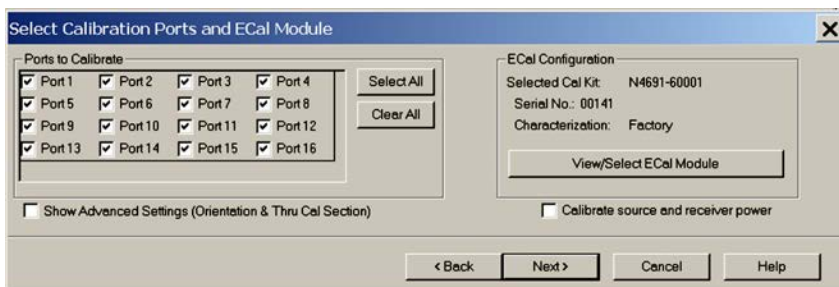 Select Calibration Ports and ECal Module
Ports to Calibrate
Port 1 Port 2 Port 3 Port 4
Port 5 Port 6 Port 7 Port 8
Port 9 Port 10 Port 11 Port 12
Port 13 Port 14 Port 15 Port 16
Select All
Clear All
ECal Configuration
Selected Cal Kit: N4691-60001
Serial No.: 00141
Characterization: Factory
View/Select ECal Module
Show Advanced Settings (Orientation & Thru Cal Section)
Calibrate source and receiver power
< Back Next > Cancel Help